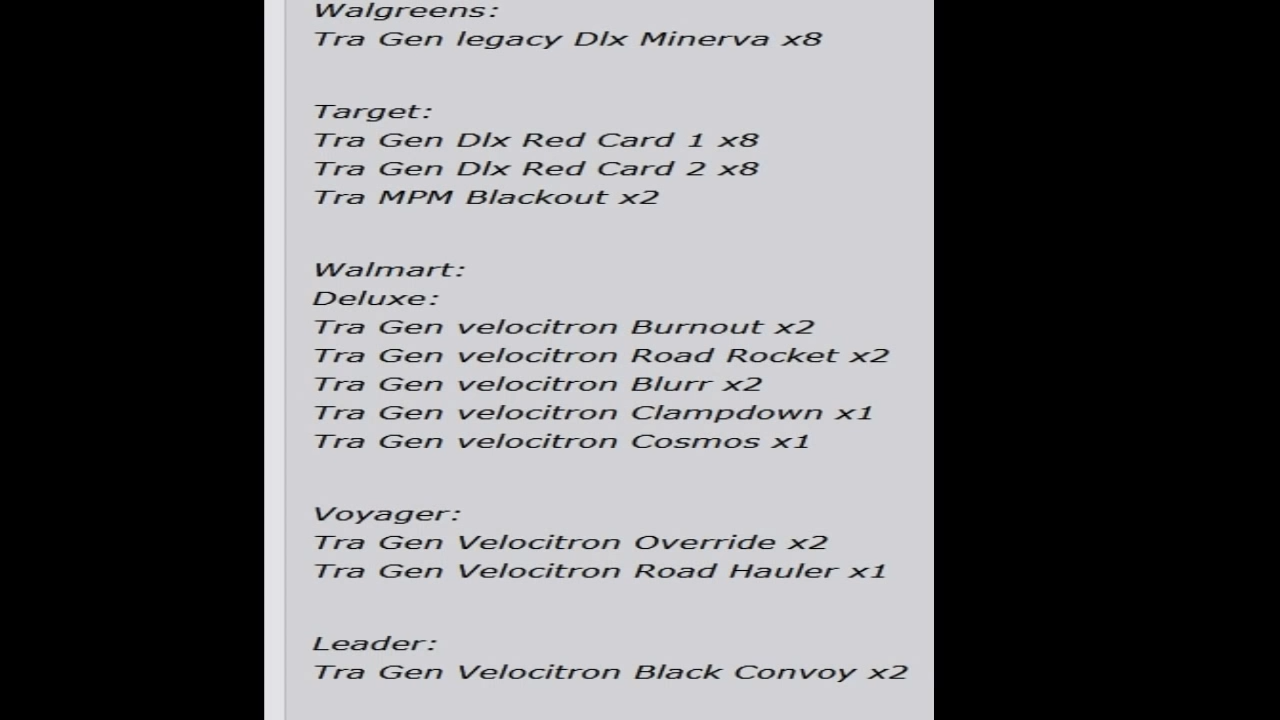 Walgreens:
Tra Gen legacy Dlx Minerva x8
Target:
Tra Gen Dlx Red Card 1 x8
Tra Gen Dlx Red Card 2 x8
Tra MPM Blackout x2
Walmart:
Deluxe:
Tra Gen velocitron Burnout x2
Tra Gen velocitron Road Rocket x2
Tra Gen velocitron Blurr x2
Tra Gen velocitron Clampdown x1
Tra Gen velocitron Cosmos x1
Voyager:
Tra Gen Velocitron Override x2
Tra Gen Velocitron Road Hauler x1
Leader:
Tra Gen Velocitron Black Convoy x2